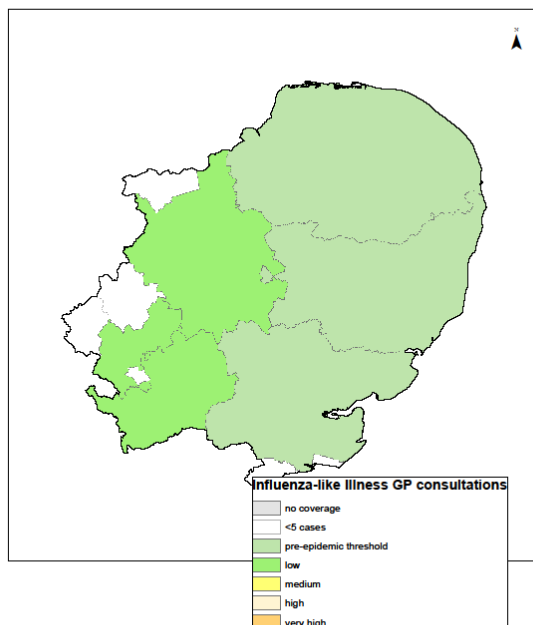 N
Influenza-like Illness GP consultations
no coverage
<5 cases
pre-epidemic threshold
low
medium
high
very high